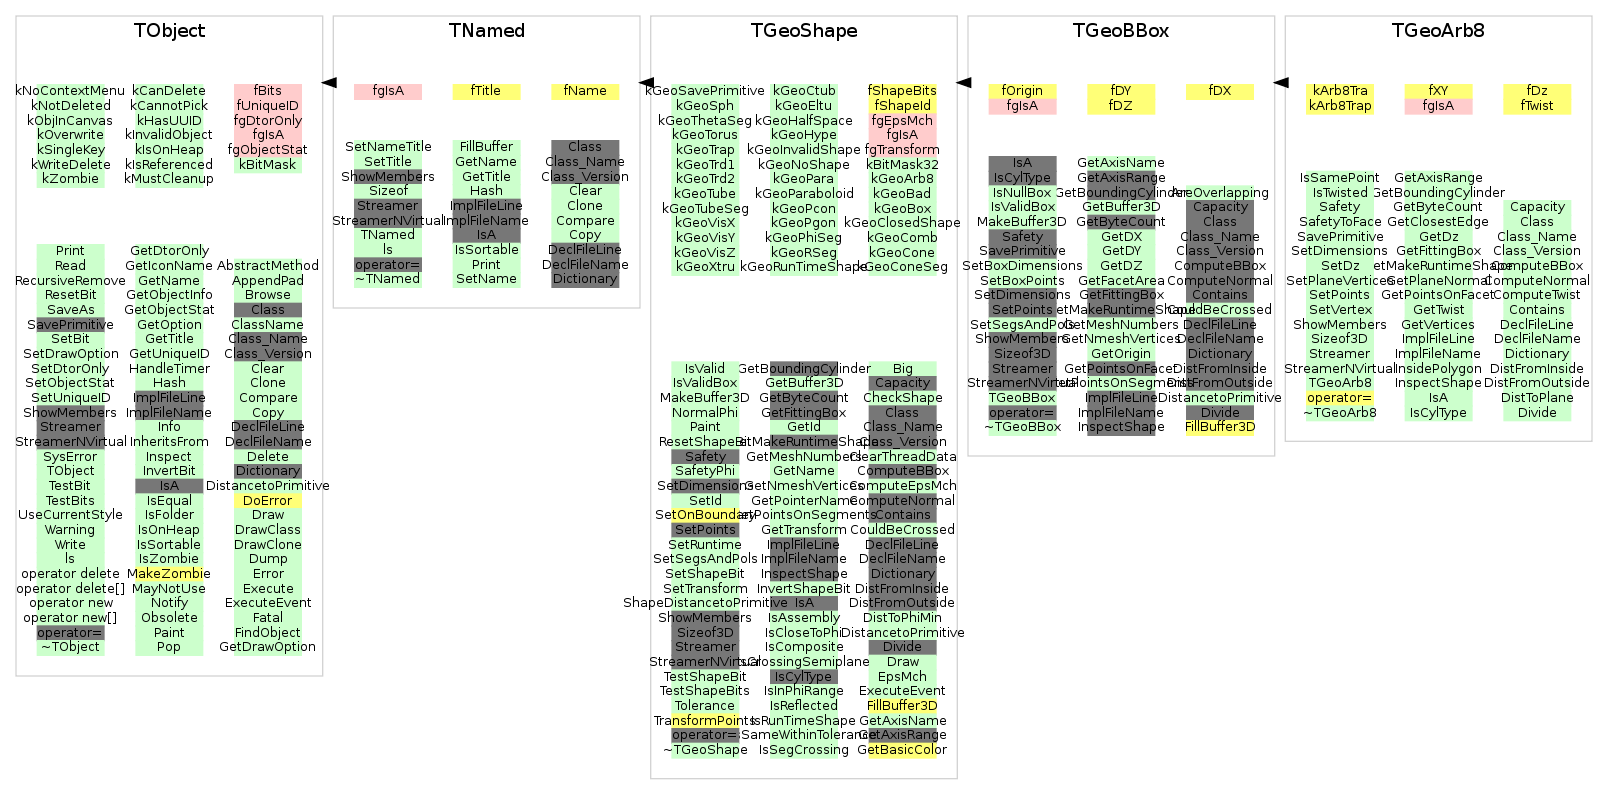 TObject
kNoContextMenu kCanDelete fBits
kNotDeleted kCannotPick fUniqueID
kObjInCanvas kHasUUID fgDtorOnly
kOverwrite kInvalidObject fgIsA
kSingleKey kIsOnHeap fgObjectStat
kWriteDelete kIsReferenced kBitMask
kZombie kMustCleanup
Print GetDtorOnly
Read GetIconName AbstractMethod
RecursiveRemove GetName AppendPad
ResetBit GetObjectInfo Browse
SaveAs GetObjectStat Class
SavePrimitive GetOption ClassName
SetBit GetTitle Class_Name
SetDrawOption GetUniqueID Class_Version
SetDtorOnly HandleTimer Clear
SetObjectStat Hash Clone
SetUniqueID ImplFileLine Compare
ShowMembers ImplFileName Copy
Streamer Info DeclFileLine
StreamerNVirtual InheritsFrom DeclFileName
SysError Inspect Delete
TObject InvertBit Dictionary
TestBit IsA DistancetoPrimitive
TestBits IsEqual DoError
UseCurrentStyle IsFolder Draw
Warning IsOnHeap DrawClass
Write IsSortable DrawClone
ls IsZombie Dump
operator delete MakeZombie Error
operator delete[] MayNotUse Execute
operator new Notify ExecuteEvent
operator new[] Obsolete Fatal
operator= Paint FindObject
~TObject Pop GetDrawOption
TNamed
fgIsA fTitle fName
SetNameTitle FillBuffer Class
SetTitle GetName Class_Name
ShowMembers GetTitle Class_Version
Sizeof Hash Clear
Streamer ImplFileLine Clone
StreamerNVirtual ImplFileName Compare
TNamed IsA Copy
ls IsSortable DeclFileLine
operator= Print DeclFileName
~TNamed SetName Dictionary
TGeoShape
kGeoSavePrimitive kGeoCtub fShapeBits
kGeoSph kGeoEltu fShapeId
kGeoThetaSeg kGeoHalfSpace fgEpsMch
kGeoTorus kGeoHype fgIsA
kGeoTrap kGeoInvalidShape fgTransform
kGeoTrd1 kGeoNoShape kBitMask32
kGeoTrd2 kGeoPara kGeoArb8
kGeoTube kGeoParaboloid kGeoBad
kGeoTubeSeg kGeoPcon kGeoBox
kGeoVisX kGeoPgon kGeoClosedShape
kGeoVisY kGeoPhiSeg kGeoComb
kGeoVisZ kGeoRSeg kGeoCone
kGeoXtru kGeoRunTimeShape kGeoConeSeg
IsValid GetBoundingCylinder Big
IsValidBox GetBuffer3D Capacity
MakeBuffer3D GetByteCount CheckShape
NormalPhi GetFittingBox Class
Paint GetId Class_Name
ResetShapeBit GetMakeRuntimeShape Class_Version
Safety GetMeshNumbers ClearThreadData
SafetyPhi GetName ComputeBBox
SetDimensions GetNmeshVertices ComputeEpsMch
SetId GetPointerName ComputeNormal
SetOnBoundary etPointsOnSegments Contains
SetPoints GetTransform CouldBeCrossed
SetRuntime ImplFileLine DeclFileLine
SetSegsAndPols ImplFileName DeclFileName
SetShapeBit InspectShape Dictionary
SetTransform InvertShapeBit DistFromInside
ShapeDistancetoPrimitive IsA DistFromOutside
ShowMembers IsAssembly DistToPhiMin
Sizeof3D IsCloseToPhi DistancetoPrimitive
Streamer IsComposite Divide
StreamerNVirtual IsCrossingSemiplane Draw
TestShapeBit IsCylType EpsMch
TestShapeBits IsInPhiRange ExecuteEvent
Tolerance IsReflected FillBuffer3D
TransformPoints IsRunTimeShape GetAxisName
operator= SameWithinTolerance GetAxisRange
~TGeoShape IsSegCrossing GetBasicColor
TGeoBBox
fOrigin fDY fDX
fgIsA fDZ
IsA GetAxisName
IsCylType GetAxisRange
IsNullBox GetBoundingCylinder AreOverlapping
IsValidBox GetBuffer3D Capacity
MakeBuffer3D GetByteCount Class
Safety GetDX Class_Name
SavePrimitive GetDY Class_Version
SetBoxDimensions GetDZ ComputeBBox
SetBoxPoints GetFacetArea ComputeNormal
SetDimensions GetFittingBox Contains
SetPoints etMakeRuntimeShape CouldBeCrossed
SetSegsAndPols GetMeshNumbers DeclFileLine
ShowMembers GetNmeshVertices DeclFileName
Sizeof3D GetOrigin Dictionary
Streamer GetPointsOnFacet DistFromInside
StreamerNVirtual etPointsOnSegments DistFromOutside
TGeoBBox ImplFileLine DistancetoPrimitive
operator= ImplFileName Divide
~TGeoBBox InspectShape FillBuffer3D
TGeoArb8
kArb8Tra fXY fDz
kArb8Trap fgIsA fTwist
IsSamePoint GetAxisRange
IsTwisted GetBoundingCylinder
Safety GetByteCount Capacity
SafetyToFace GetClosestEdge Class
SavePrimitive GetDz Class_Name
SetDimensions GetFittingBox Class_Version
SetDz etMakeRuntimeShape ComputeBBox
SetPlaneVertices GetPlaneNormal ComputeNormal
SetPoints GetPointsOnFacet ComputeTwist
SetVertex GetTwist Contains
ShowMembers GetVertices DeclFileLine
Sizeof3D ImplFileLine DeclFileName
Streamer ImplFileName Dictionary
StreamerNVirtual InsidePolygon DistFromInside
TGeoArb8 InspectShape DistFromOutside
operator= IsA DistToPlane
~TGeoArb8 IsCylType Divide